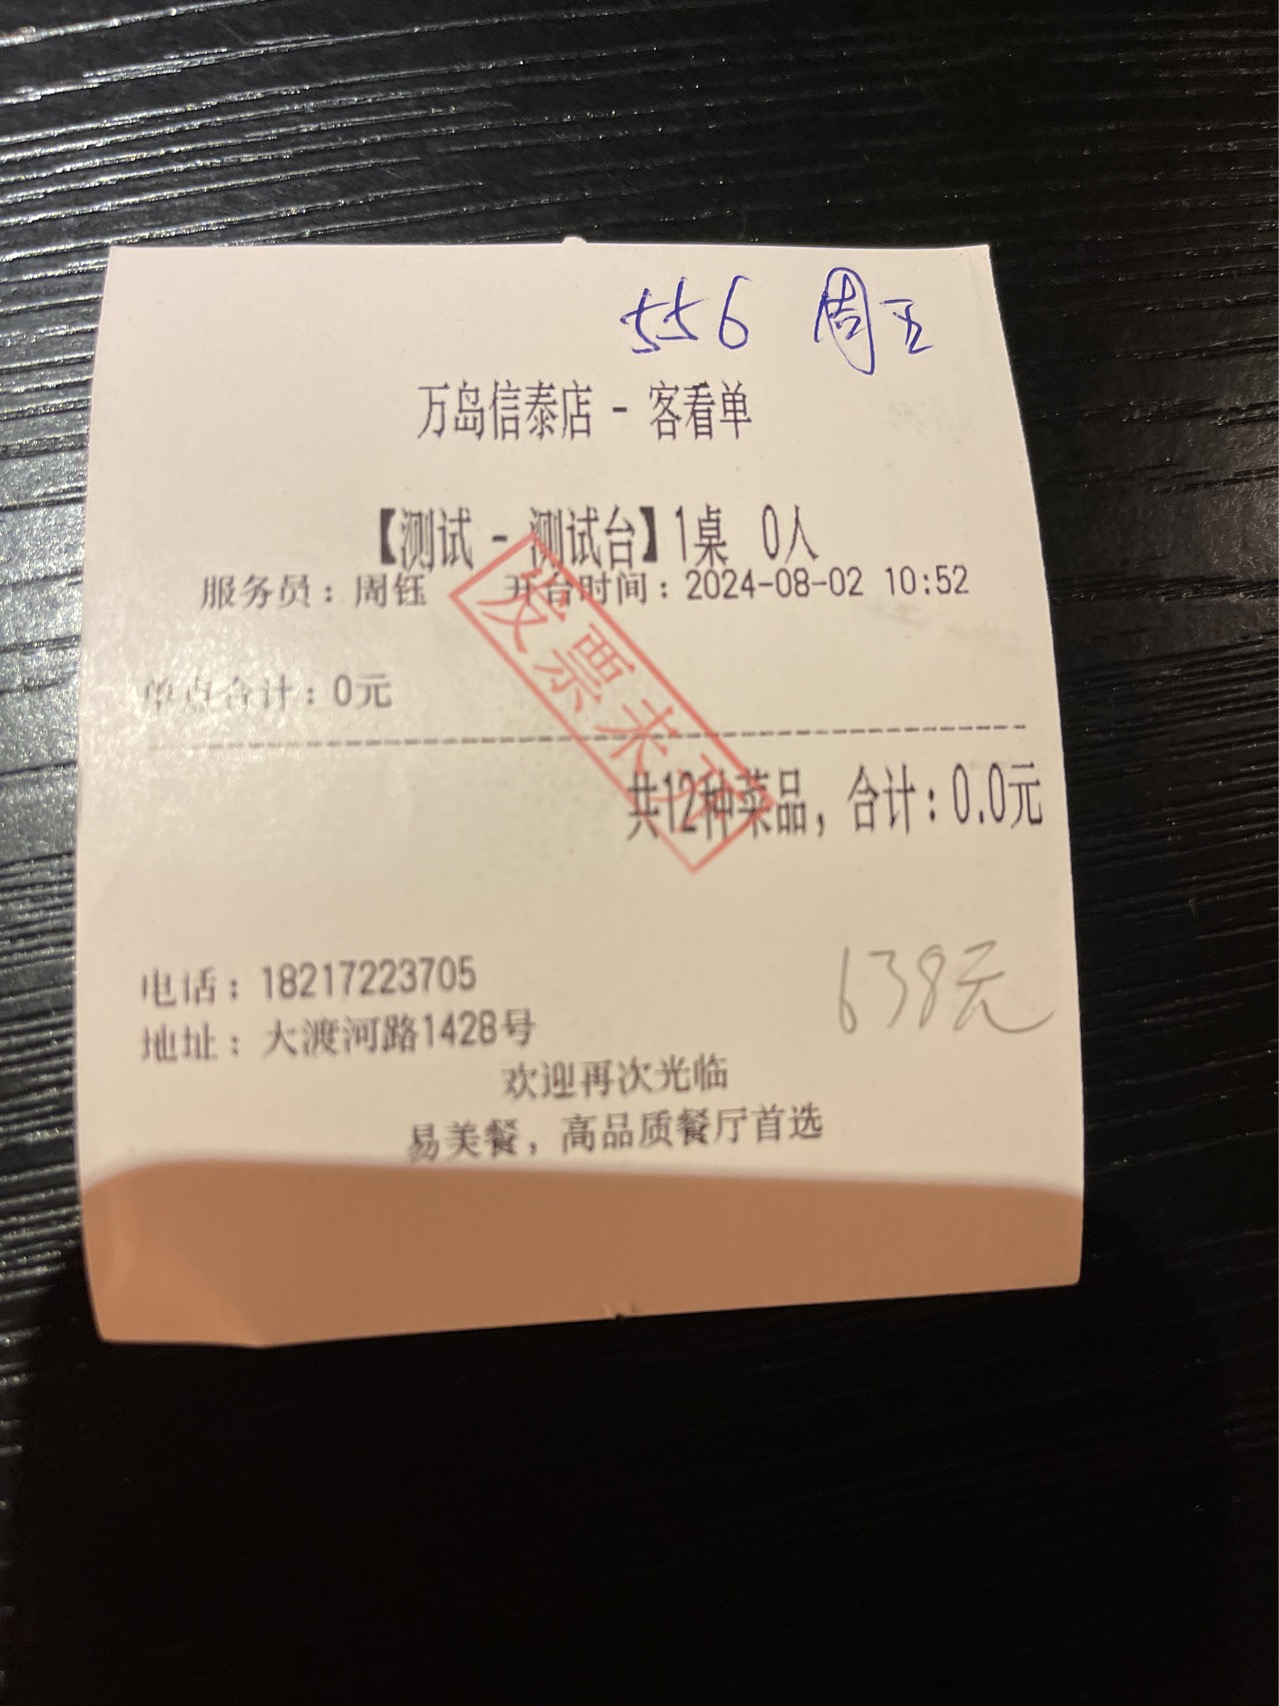 556 周五
万岛信泰店 - 客看单
【测试 - 测试台】1桌 0人
服务员：周钰 开台时间：2024-08-02 10:52
单点合计：0元
发票未
共12种菜品，合计：0.0元
638元
电话：18217223705
地址：大渡河路1428号
欢迎再次光临
易美餐，高品质餐厅首选